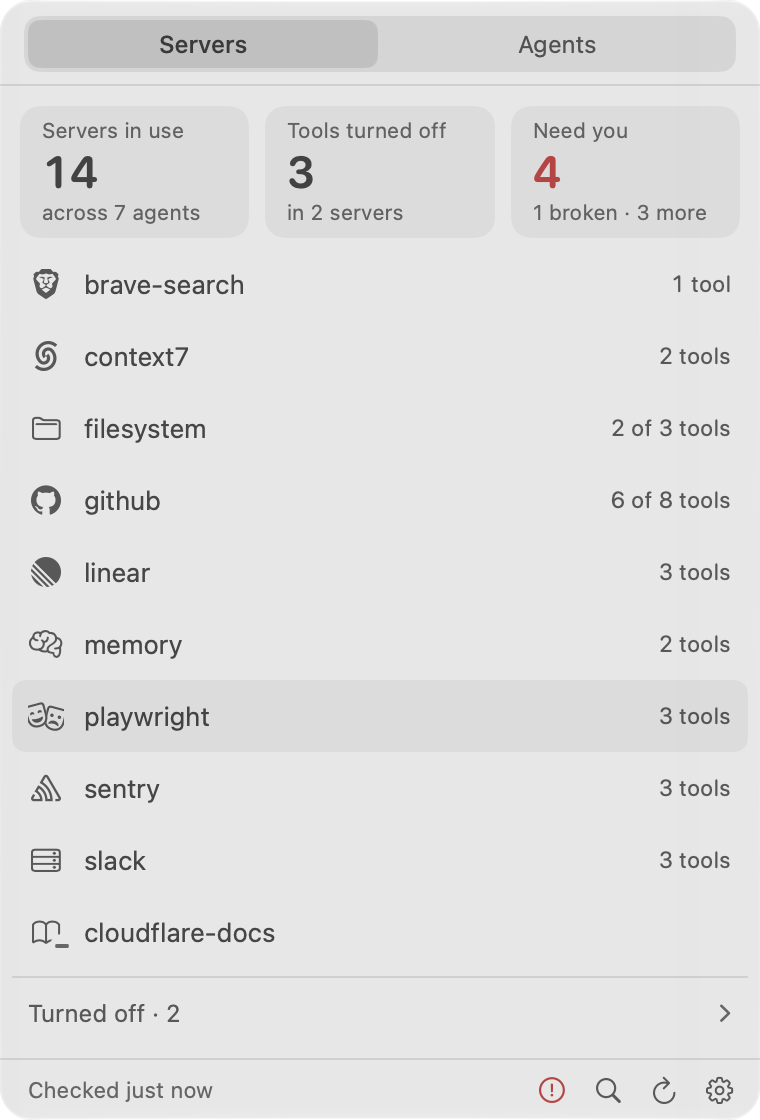 Servers
Agents
Servers in use
14
across 7 agents
Tools turned off
3
in 2 servers
Need you
4
1 broken · 3 more
brave-search 1 tool
context7 2 tools
filesystem 2 of 3 tools
github 6 of 8 tools
linear 3 tools
memory 2 tools
playwright 3 tools
sentry 3 tools
slack 3 tools
cloudflare-docs
Turned off · 2
Checked just now